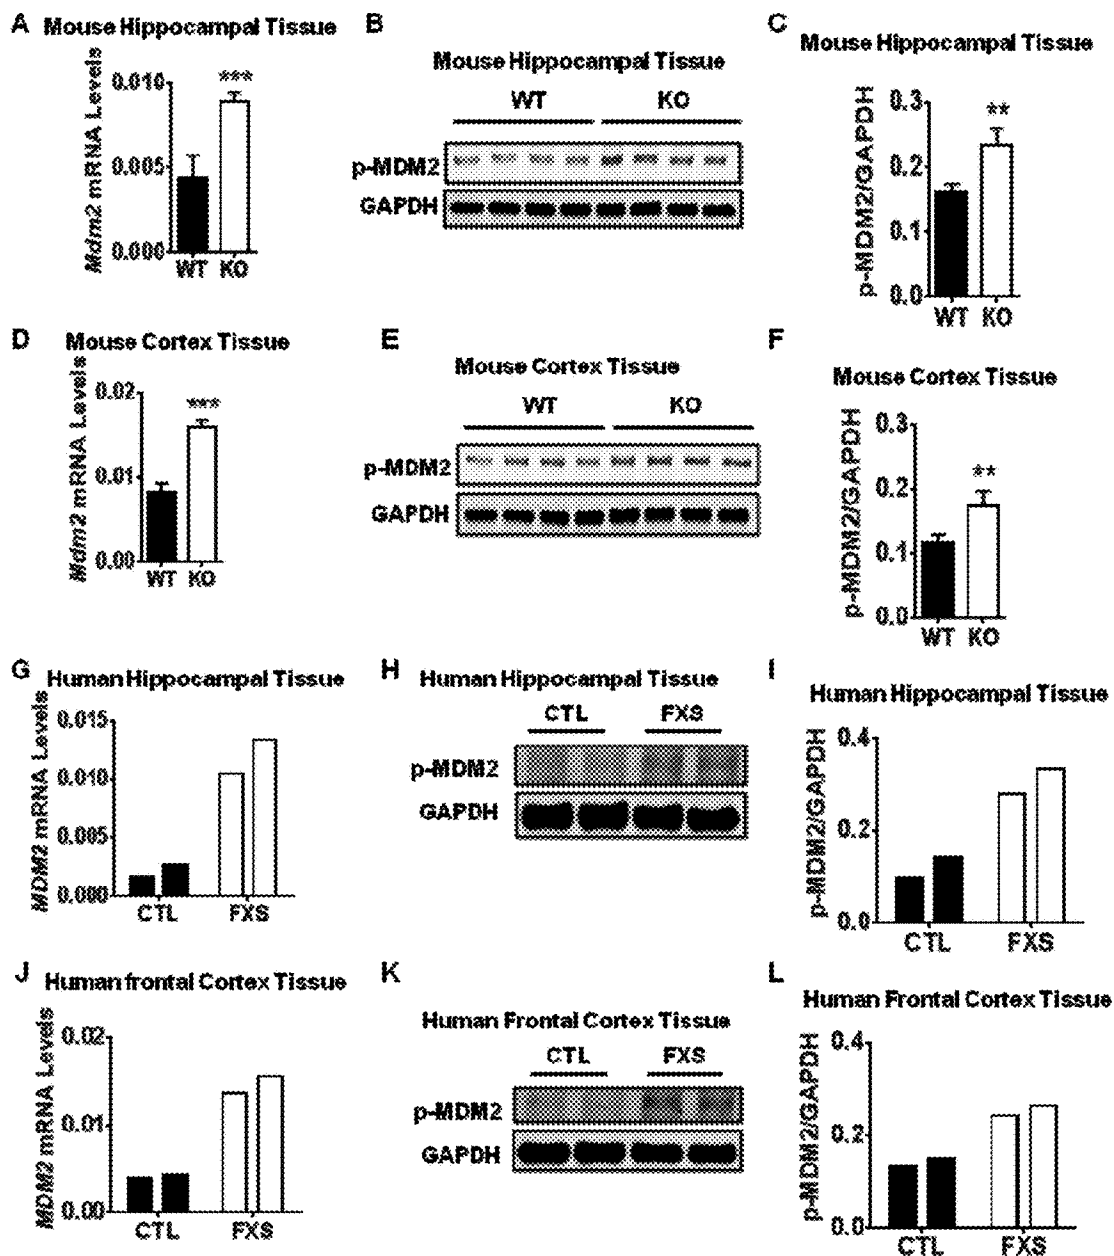 A Mouse Hippocampal Tissue
Mdm2 mRNA Levels
0.010
0.005
0.000
***
WT KO
B
Mouse Hippocampal Tissue
WT KO
p-MDM2
GAPDH
C
Mouse Hippocampal Tissue
p-MDM2/GAPDH
0.3
0.2
0.1
0.0
**
WT KO
D Mouse Cortex Tissue
Mdm2 mRNA Levels
0.02
0.01
0.00
***
WT KO
E
Mouse Cortex Tissue
WT KO
p-MDM2
GAPDH
F
Mouse Cortex Tissue
p-MDM2/GAPDH
0.3
0.2
0.1
0.0
**
WT KO
G Human Hippocampal Tissue
MDM2 mRNA Levels
0.015
0.010
0.005
0.000
CTL FXS
H Human Hippocampal Tissue
CTL FXS
p-MDM2
GAPDH
I
Human Hippocampal Tissue
p-MDM2/GAPDH
0.4
0.2
0.0
CTL FXS
J Human frontal Cortex Tissue
MDM2 mRNA Levels
0.02
0.01
0.00
CTL FXS
K
Human Frontal Cortex Tissue
CTL FXS
p-MDM2
GAPDH
L
Human Frontal Cortex Tissue
p-MDM2/GAPDH
0.4
0.2
0.0
CTL FXS